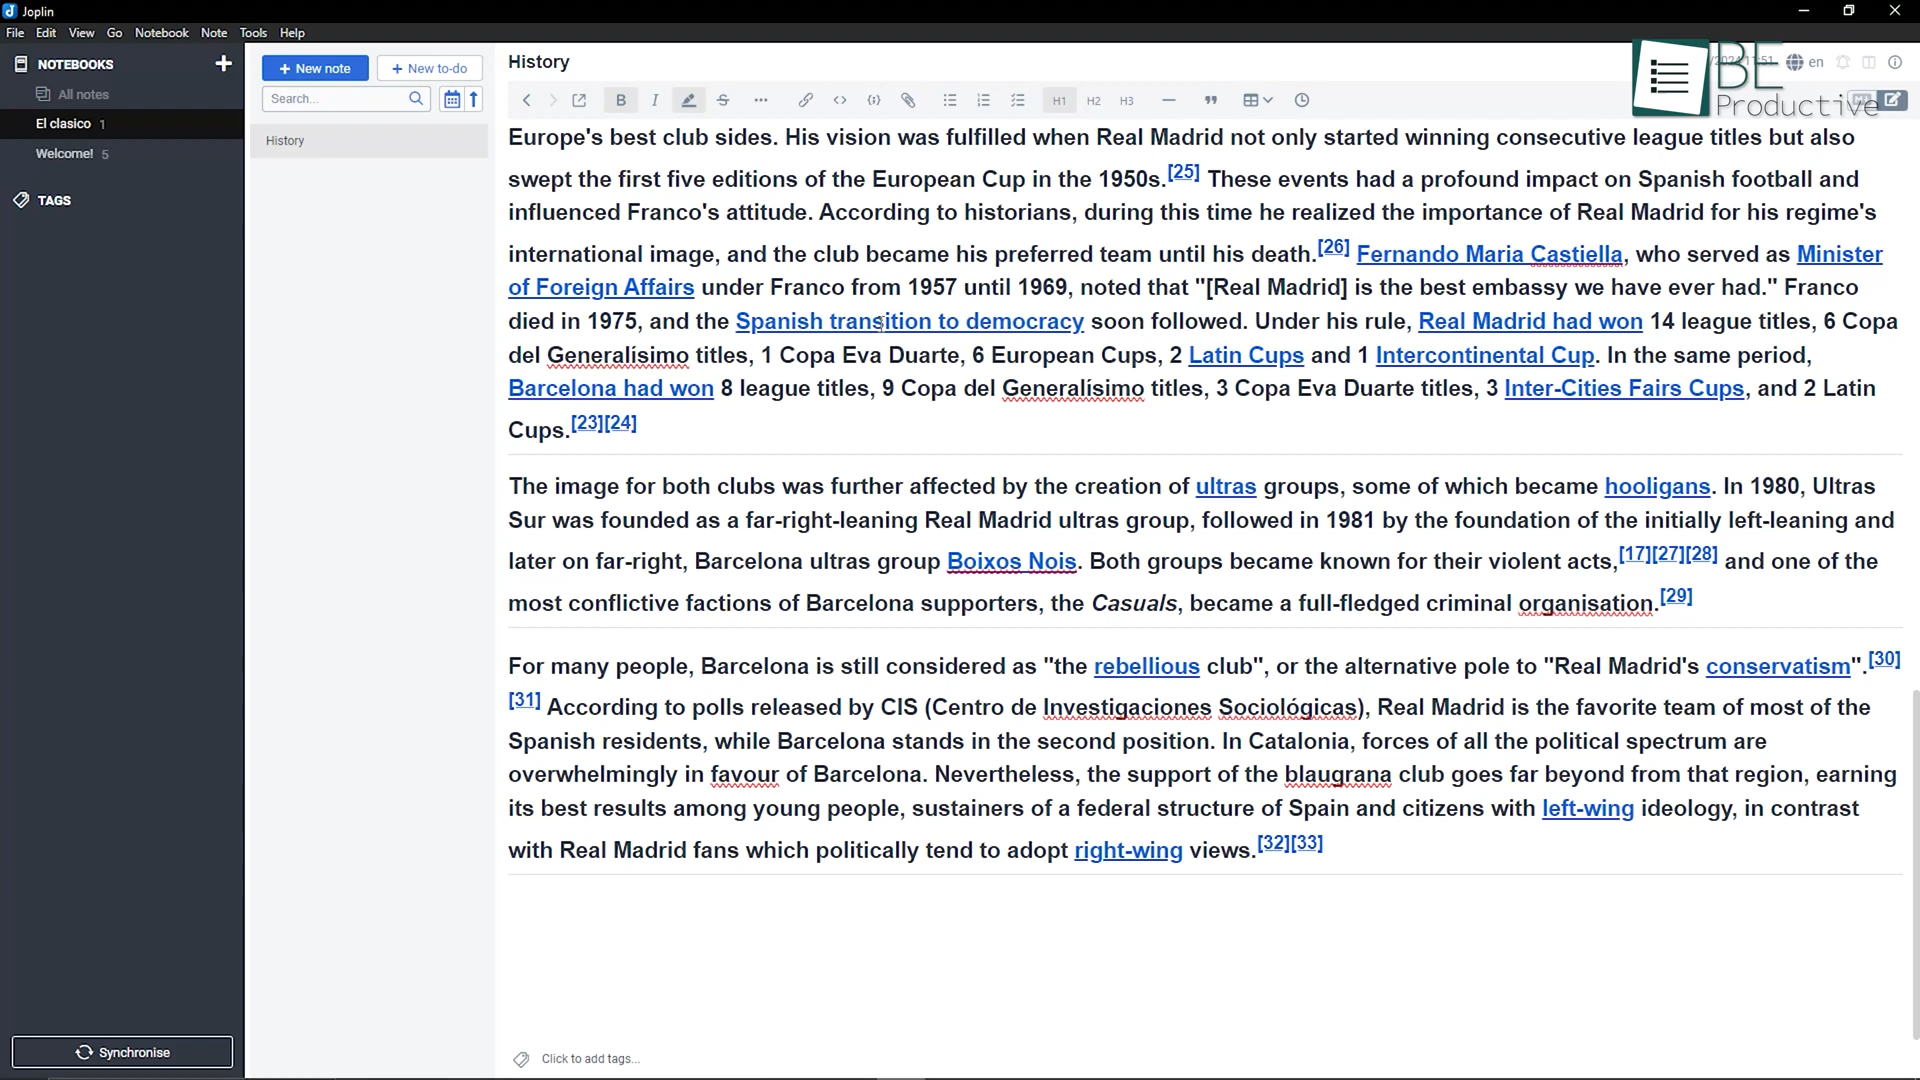 Joplin
File Edit View Go Notebook Note Tools Help
NOTEBOOKS
All notes
El clasico 1
Welcome! 5
TAGS
Synchronise
New note
New to-do
Search...
History
History
en
BE
Productive
H1 H2 H3
Europe's best club sides. His vision was fulfilled when Real Madrid not only started winning consecutive league titles but also
swept the first five editions of the European Cup in the 1950s.[25] These events had a profound impact on Spanish football and
influenced Franco's attitude. According to historians, during this time he realized the importance of Real Madrid for his regime's
international image, and the club became his preferred team until his death.[26] Fernando Maria Castiella, who served as Minister
of Foreign Affairs under Franco from 1957 until 1969, noted that "[Real Madrid] is the best embassy we have ever had." Franco
died in 1975, and the Spanish transition to democracy soon followed. Under his rule, Real Madrid had won 14 league titles, 6 Copa
del Generalísimo titles, 1 Copa Eva Duarte, 6 European Cups, 2 Latin Cups and 1 Intercontinental Cup. In the same period,
Barcelona had won 8 league titles, 9 Copa del Generalísimo titles, 3 Copa Eva Duarte titles, 3 Inter-Cities Fairs Cups, and 2 Latin
Cups.[23][24]
The image for both clubs was further affected by the creation of ultras groups, some of which became hooligans. In 1980, Ultras
Sur was founded as a far-right-leaning Real Madrid ultras group, followed in 1981 by the foundation of the initially left-leaning and
later on far-right, Barcelona ultras group Boixos Nois. Both groups became known for their violent acts,[17][27][28] and one of the
most conflictive factions of Barcelona supporters, the Casuals, became a full-fledged criminal organisation.[29]
For many people, Barcelona is still considered as "the rebellious club", or the alternative pole to "Real Madrid's conservatism".[30]
[31] According to polls released by CIS (Centro de Investigaciones Sociológicas), Real Madrid is the favorite team of most of the
Spanish residents, while Barcelona stands in the second position. In Catalonia, forces of all the political spectrum are
overwhelmingly in favour of Barcelona. Nevertheless, the support of the blaugrana club goes far beyond from that region, earning
its best results among young people, sustainers of a federal structure of Spain and citizens with left-wing ideology, in contrast
with Real Madrid fans which politically tend to adopt right-wing views.[32][33]
Click to add tags...